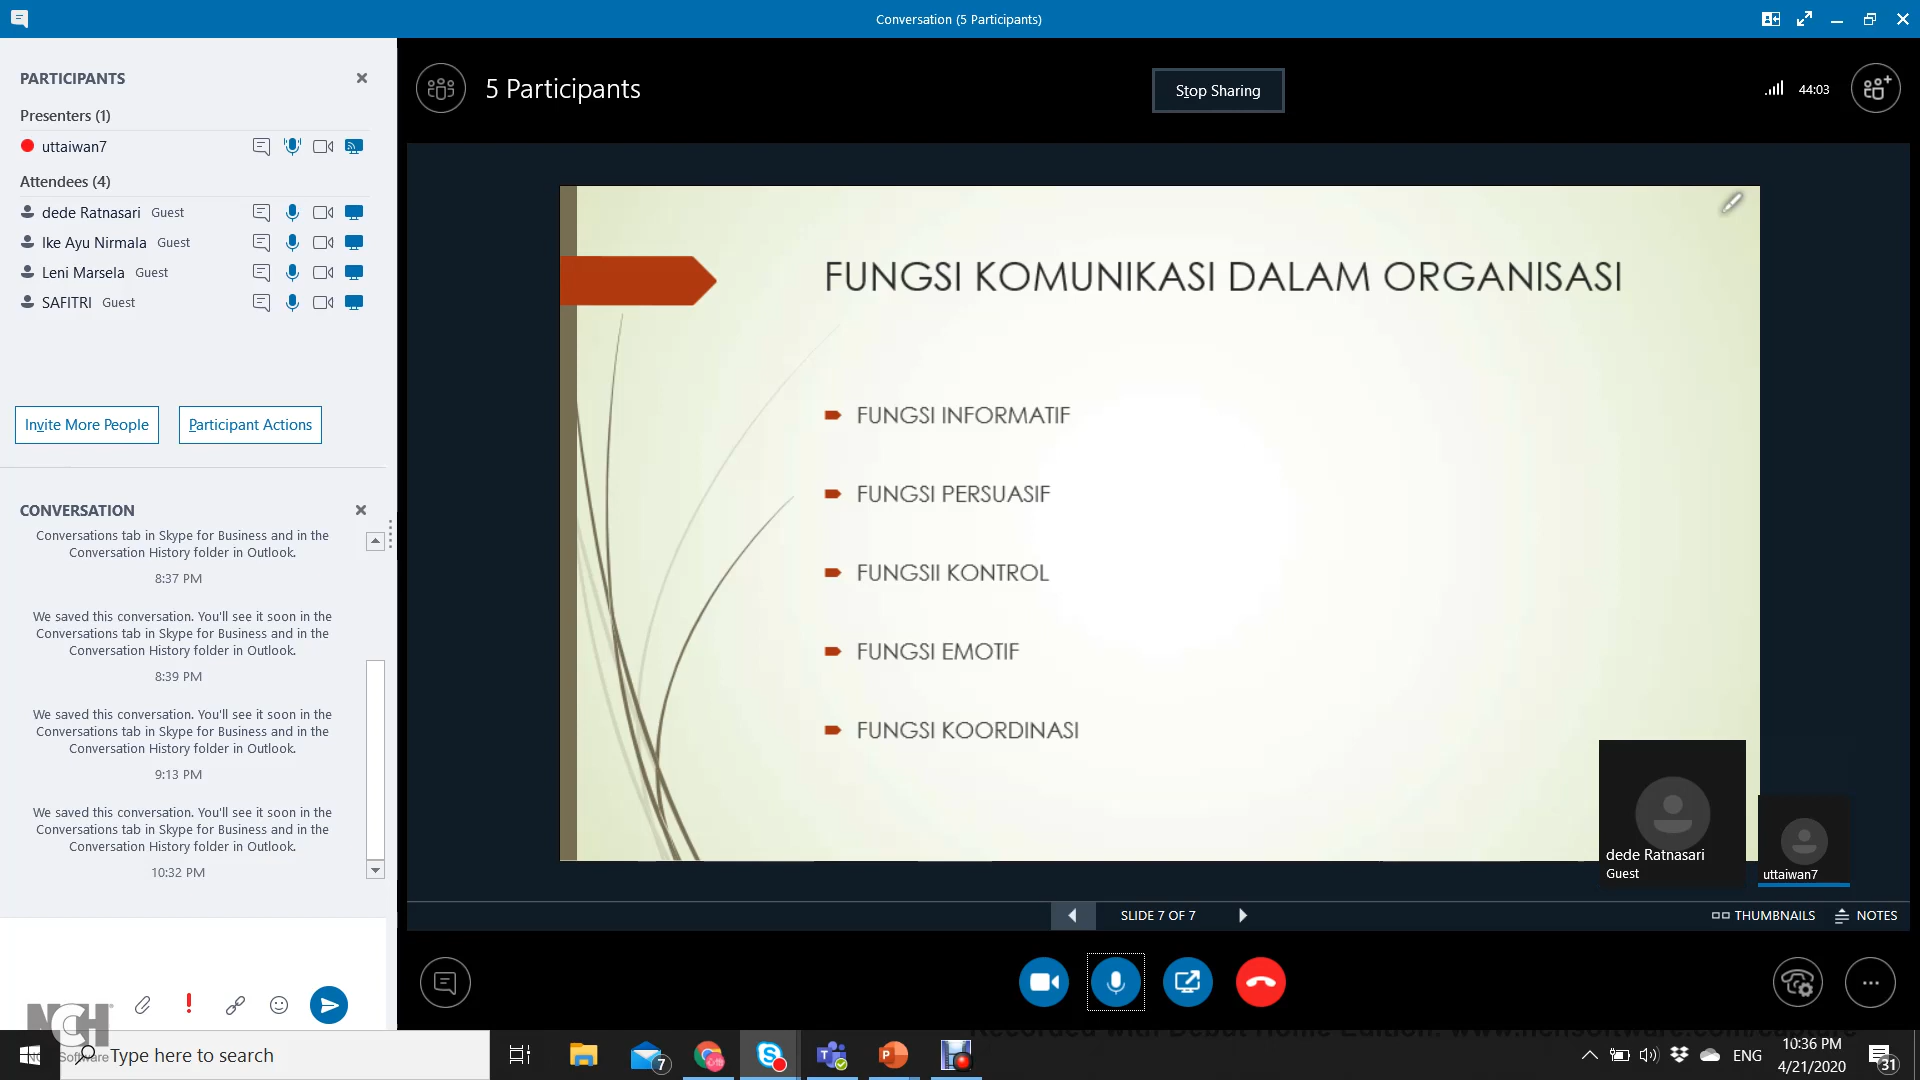 Conversation (5 Participants)
PARTICIPANTS
Presenters (1)
uttaiwan7
Attendees (4)
dede Ratnasari Guest
Ike Ayu Nirmala Guest
Leni Marsela Guest
SAFITRI Guest
Invite More People
Participant Actions
CONVERSATION
Conversations tab in Skype for Business and in the
Conversation History folder in Outlook.
8:37 PM
We saved this conversation. You'll see it soon in the
Conversations tab in Skype for Business and in the
Conversation History folder in Outlook.
8:39 PM
We saved this conversation. You'll see it soon in the
Conversations tab in Skype for Business and in the
Conversation History folder in Outlook.
9:13 PM
We saved this conversation. You'll see it soon in the
Conversations tab in Skype for Business and in the
Conversation History folder in Outlook.
10:32 PM
5 Participants
Stop Sharing
44:03
FUNGSI KOMUNIKASI DALAM ORGANISASI
FUNGSI INFORMATIF
FUNGSI PERSUASIF
FUNGSII KONTROL
FUNGSI EMOTIF
FUNGSI KOORDINASI
dede Ratnasari
Guest
uttaiwan7
SLIDE 7 OF 7
THUMBNAILS
NOTES
NCH
Software
Type here to search
7
P
ENG
10:36 PM
4/21/2020
31